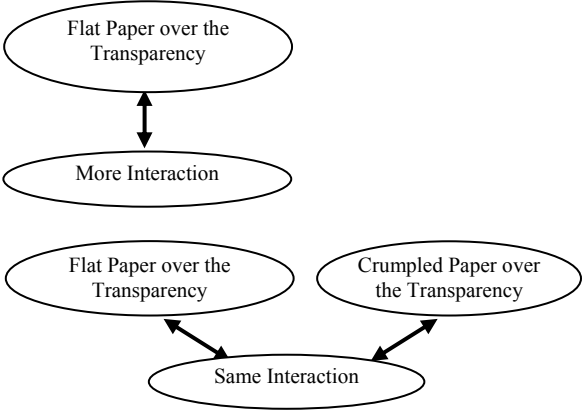 Flat Paper over the
Transparency
More Interaction
Flat Paper over the
Transparency
Crumpled Paper over
the Transparency
Same Interaction